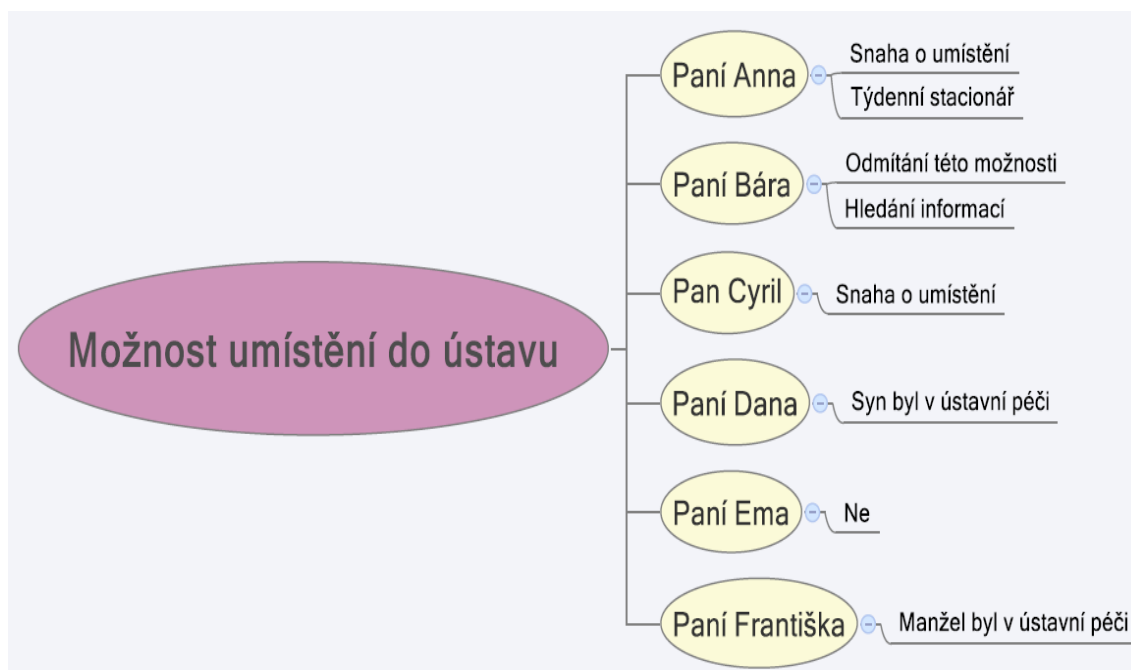 Možnost umístění do ústavu
Paní Anna
Snaha o umístění
Týdenní stacionář
Paní Bára
Odmítání této možnosti
Hledání informací
Pan Cyril
Snaha o umístění
Paní Dana
Syn byl v ústavní péči
Paní Ema
Ne
Paní Františka
Manžel byl v ústavní péči